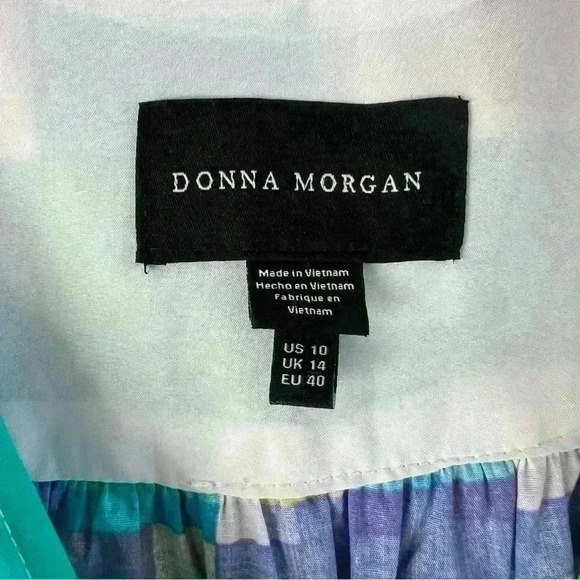 DONNA MORGAN
Made in Vietnam
Hecho en Vietnam
Fabrique en
Vietnam
US 10
UK 14
EU 40